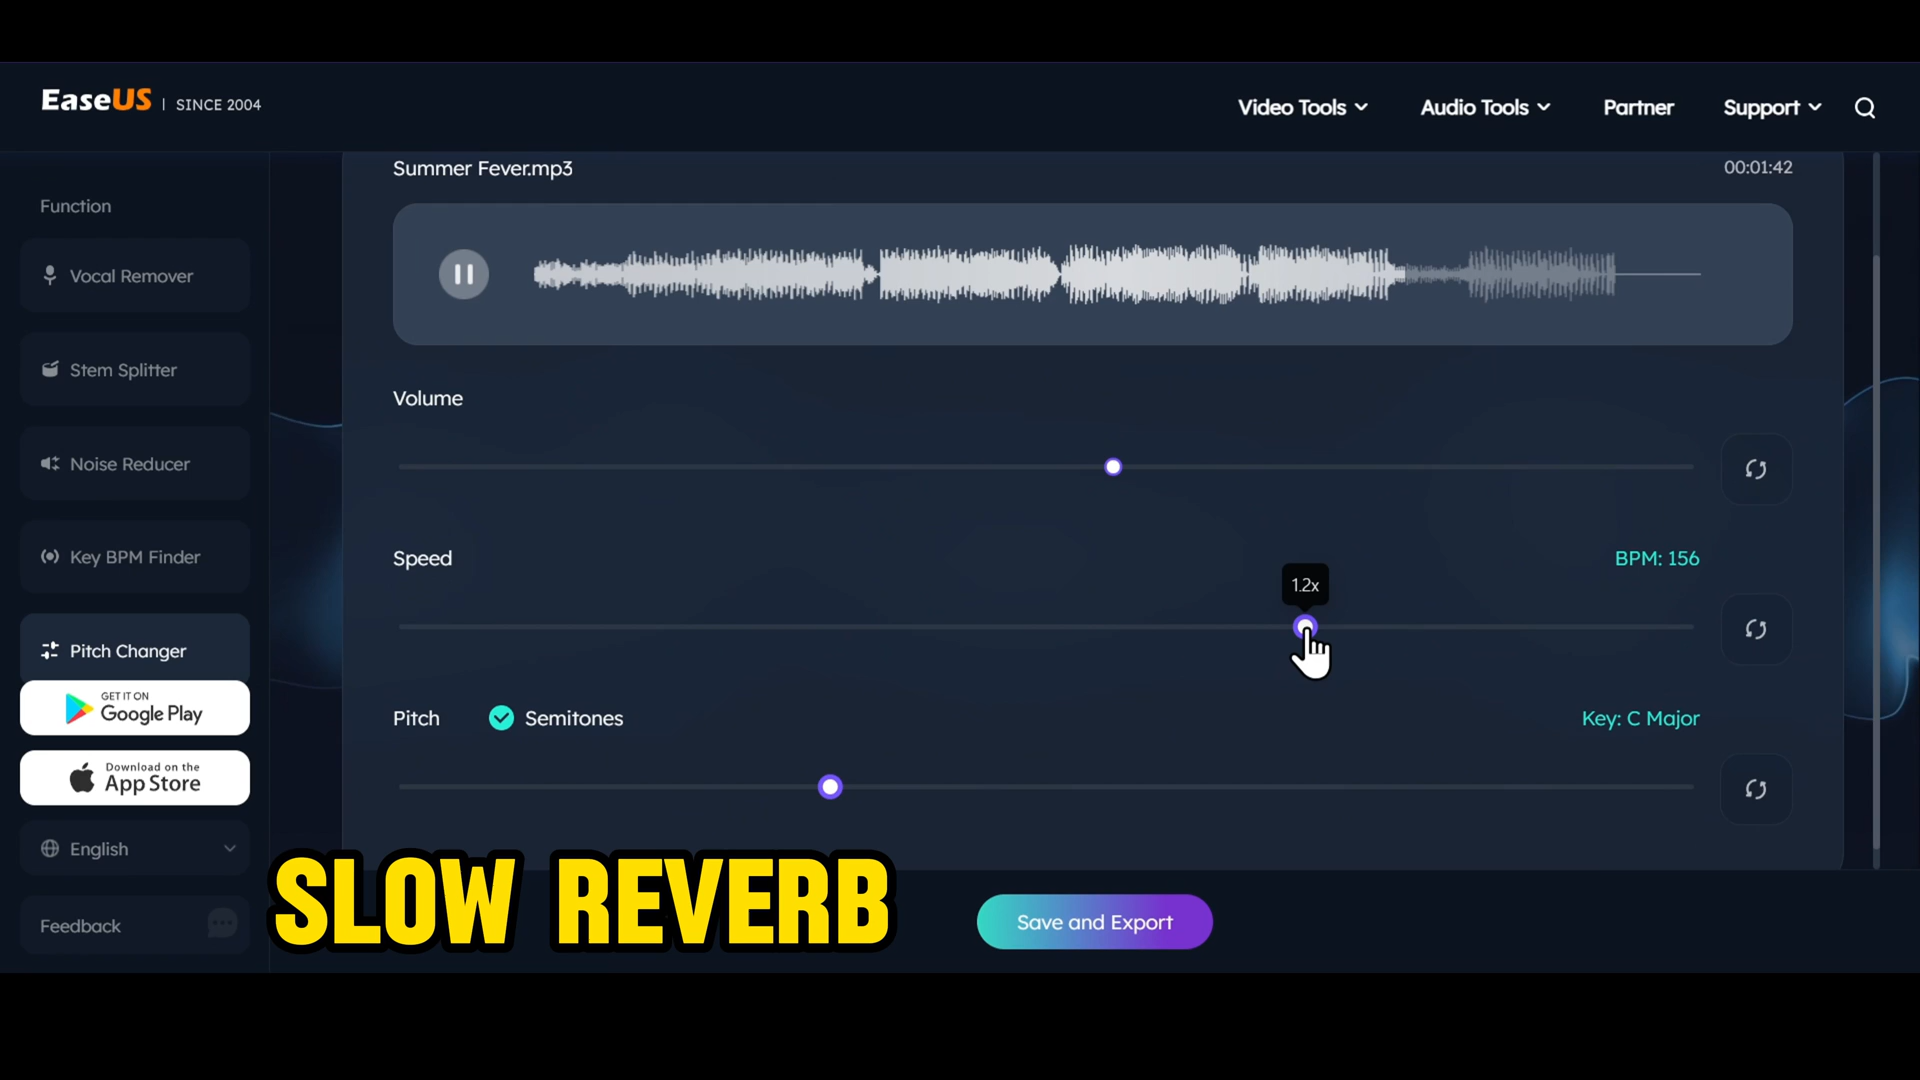 EaseUS | SINCE 2004
Video Tools
Audio Tools
Partner
Support
Function
Vocal Remover
Stem Splitter
Noise Reducer
Key BPM Finder
Pitch Changer
GET IT ON
Google Play
Download on the
App Store
English
Feedback
Summer Fever.mp3
00:01:42
Volume
Speed
BPM: 156
1.2x
Pitch
Semitones
Key: C Major
SLOW REVERB
Save and Export